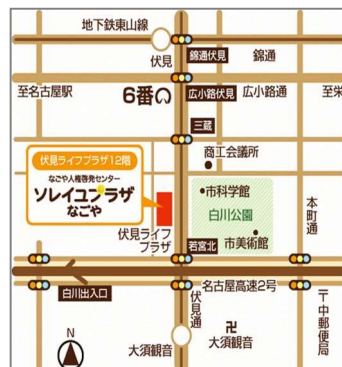 地下鉄東山線
伏見
錦通伏見
錦通
至名古屋駅
6番の
広小路伏見
広小路通
至栄
三蔵
商工会議所
伏見ライフプラザ12階
なごや人権啓発センター
ソレイユプラザ
なごや
市科学館
白川公園
市美術館
本町通
伏見ライフ
プラザ
若宮北
白川出入口
名古屋高速2号
伏見通
〒中郵便局
N
大須観音
卍
大須観音